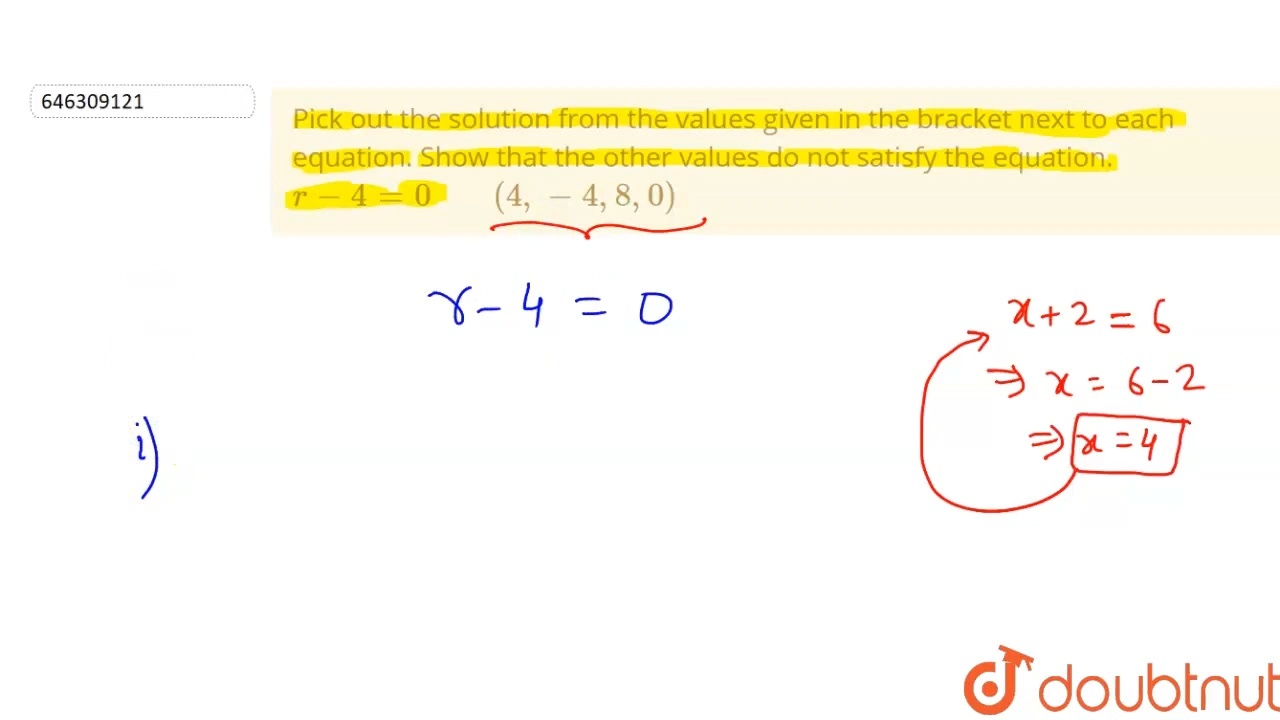 646309121
Pick out the solution from the values given in the bracket next to each
equation. Show that the other values do not satisfy the equation.
r − 4 = 0 (4, − 4, 8, 0)
r - 4 = 0
x + 2 = 6
⇒ x = 6 - 2
⇒ x = 4
i)
doubtnut